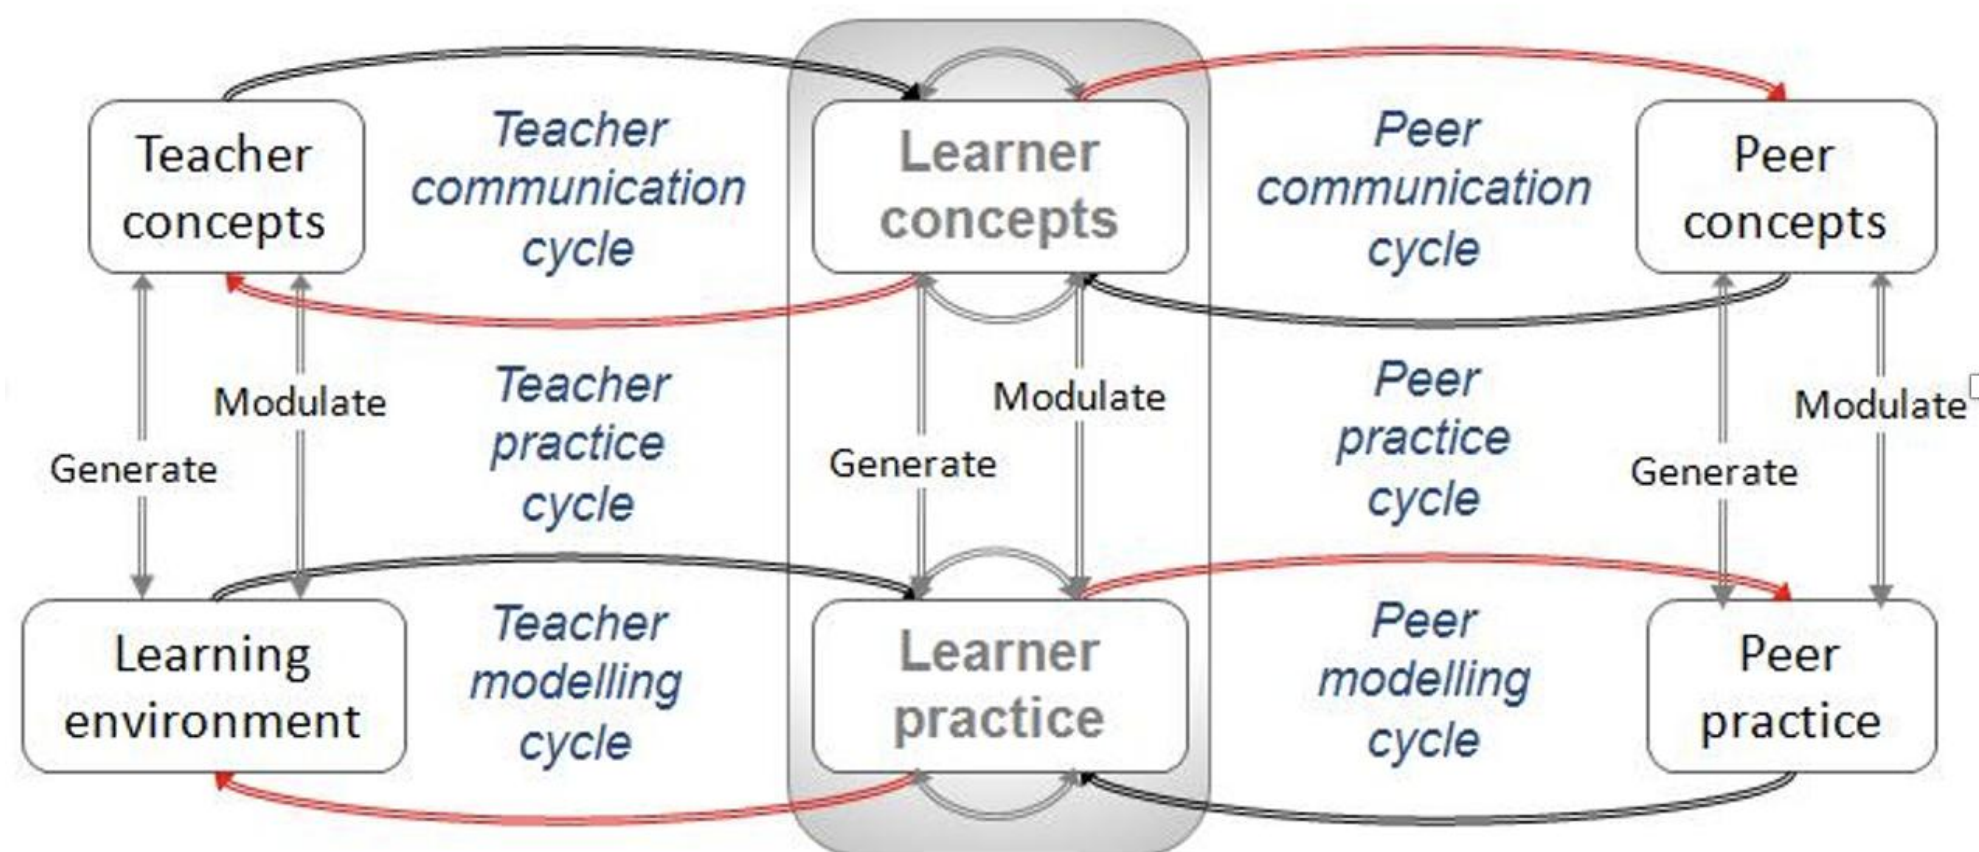 Teacher
concepts
Teacher
communication
cycle
Learner
concepts
Peer
communication
cycle
Peer
concepts
Generate
Modulate
Teacher
practice
cycle
Generate
Modulate
Peer
practice
cycle
Generate
Modulate
Learning
environment
Teacher
modelling
cycle
Learner
practice
Peer
modelling
cycle
Peer
practice